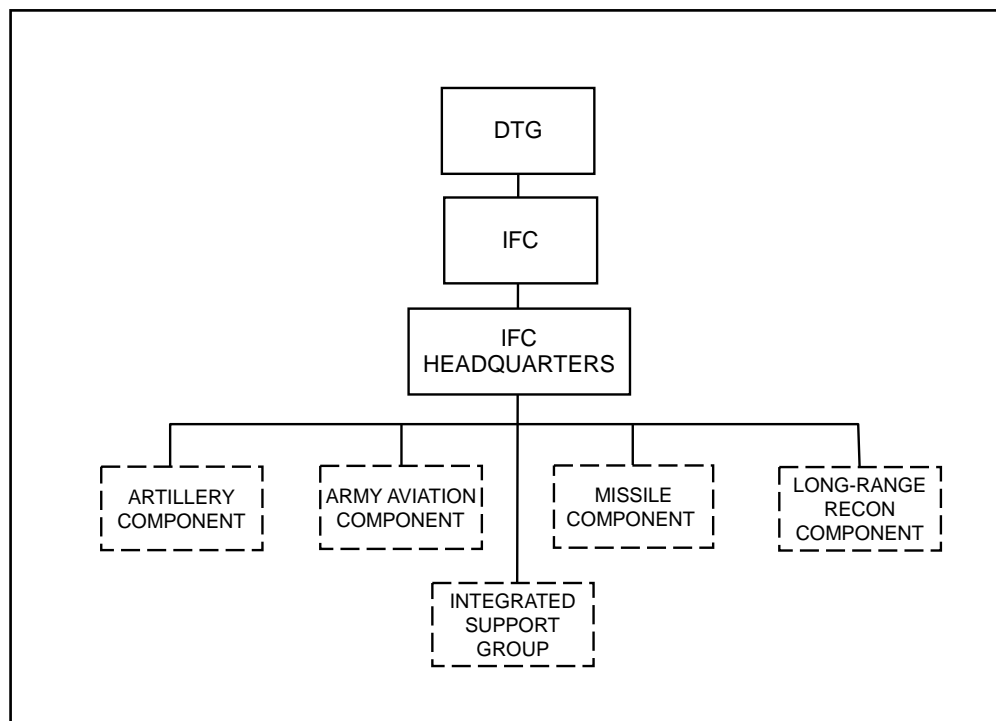 DTG
IFC
IFC
HEADQUARTERS
ARTILLERY
COMPONENT
ARMY AVIATION
COMPONENT
MISSILE
COMPONENT
LONG-RANGE
RECON
COMPONENT
INTEGRATED
SUPPORT
GROUP